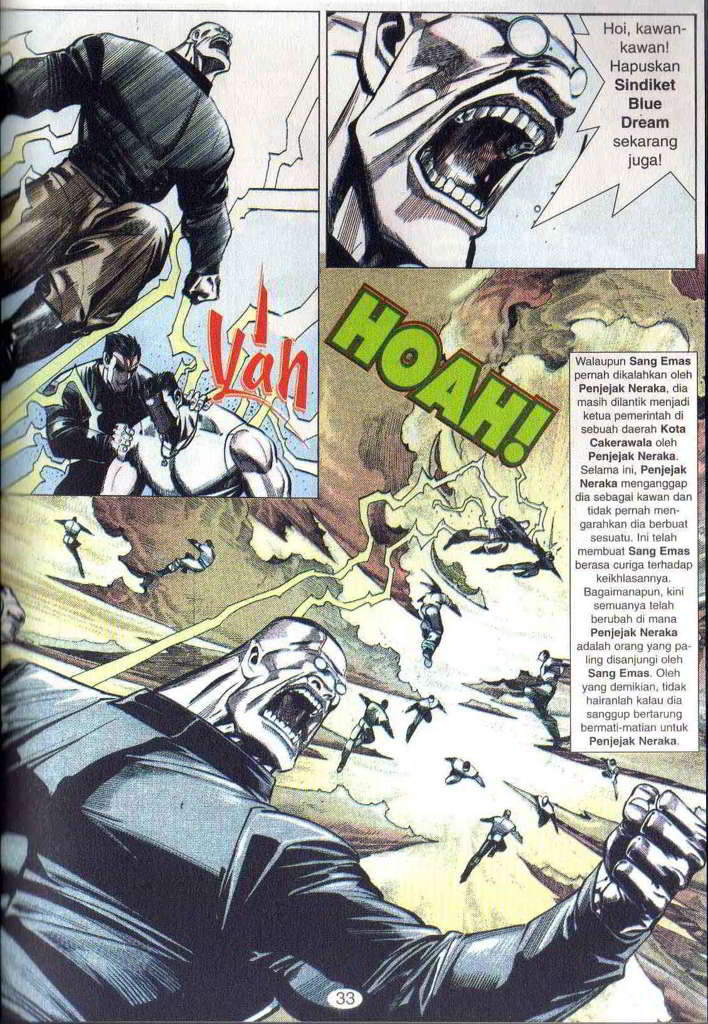 Hoi, kawan-
kawan!
Hapuskan
Sindiket
Blue
Dream
sekarang
juga!
Yah
HOAH!
Walaupun Sang Emas
pernah dikalahkan oleh
Penjejak Neraka, dia
masih dilantik menjadi
ketua pemerintah di
sebuah daerah Kota
Cakerawala oleh
Penjejak Neraka.
Selama ini, Penjejak
Neraka menganggap
dia sebagai kawan dan
tidak pernah men-
garahkan dia berbuat
sesuatu. Ini telah
membuat Sang Emas
berasa curiga terhadap
keikhlasannya.
Bagaimanapun, kini
semuanya telah
berubah di mana
Penjejak Neraka
adalah orang yang pa-
ling disanjungi oleh
Sang Emas. Oleh
yang demikian, tidak
hairanlah kalau dia
sanggup bertarung
bermati-matian untuk
Penjejak Neraka.
33